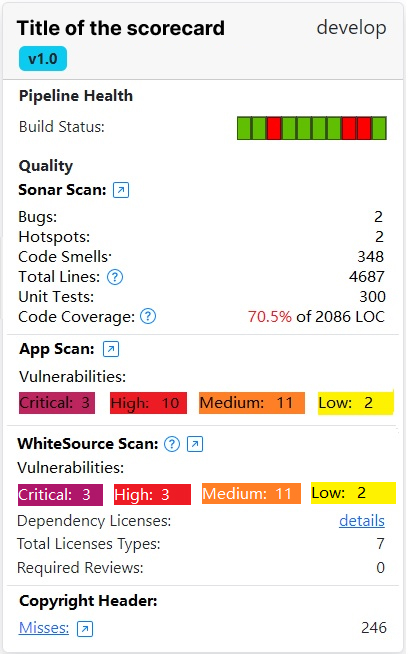 Title of the scorecard develop
v1.0
Pipeline Health
Build Status:
Quality
Sonar Scan:
Bugs: 2
Hotspots: 2
Code Smells: 348
Total Lines: ? 4687
Unit Tests: 300
Code Coverage: ? 70.5% of 2086 LOC
App Scan:
Vulnerabilities:
Critical: 3 High: 10 Medium: 11 Low: 2
WhiteSource Scan: ?
Vulnerabilities:
Critical: 3 High: 3 Medium: 11 Low: 2
Dependency Licenses: details
Total Licenses Types: 7
Required Reviews: 0
Copyright Header:
Misses: 246